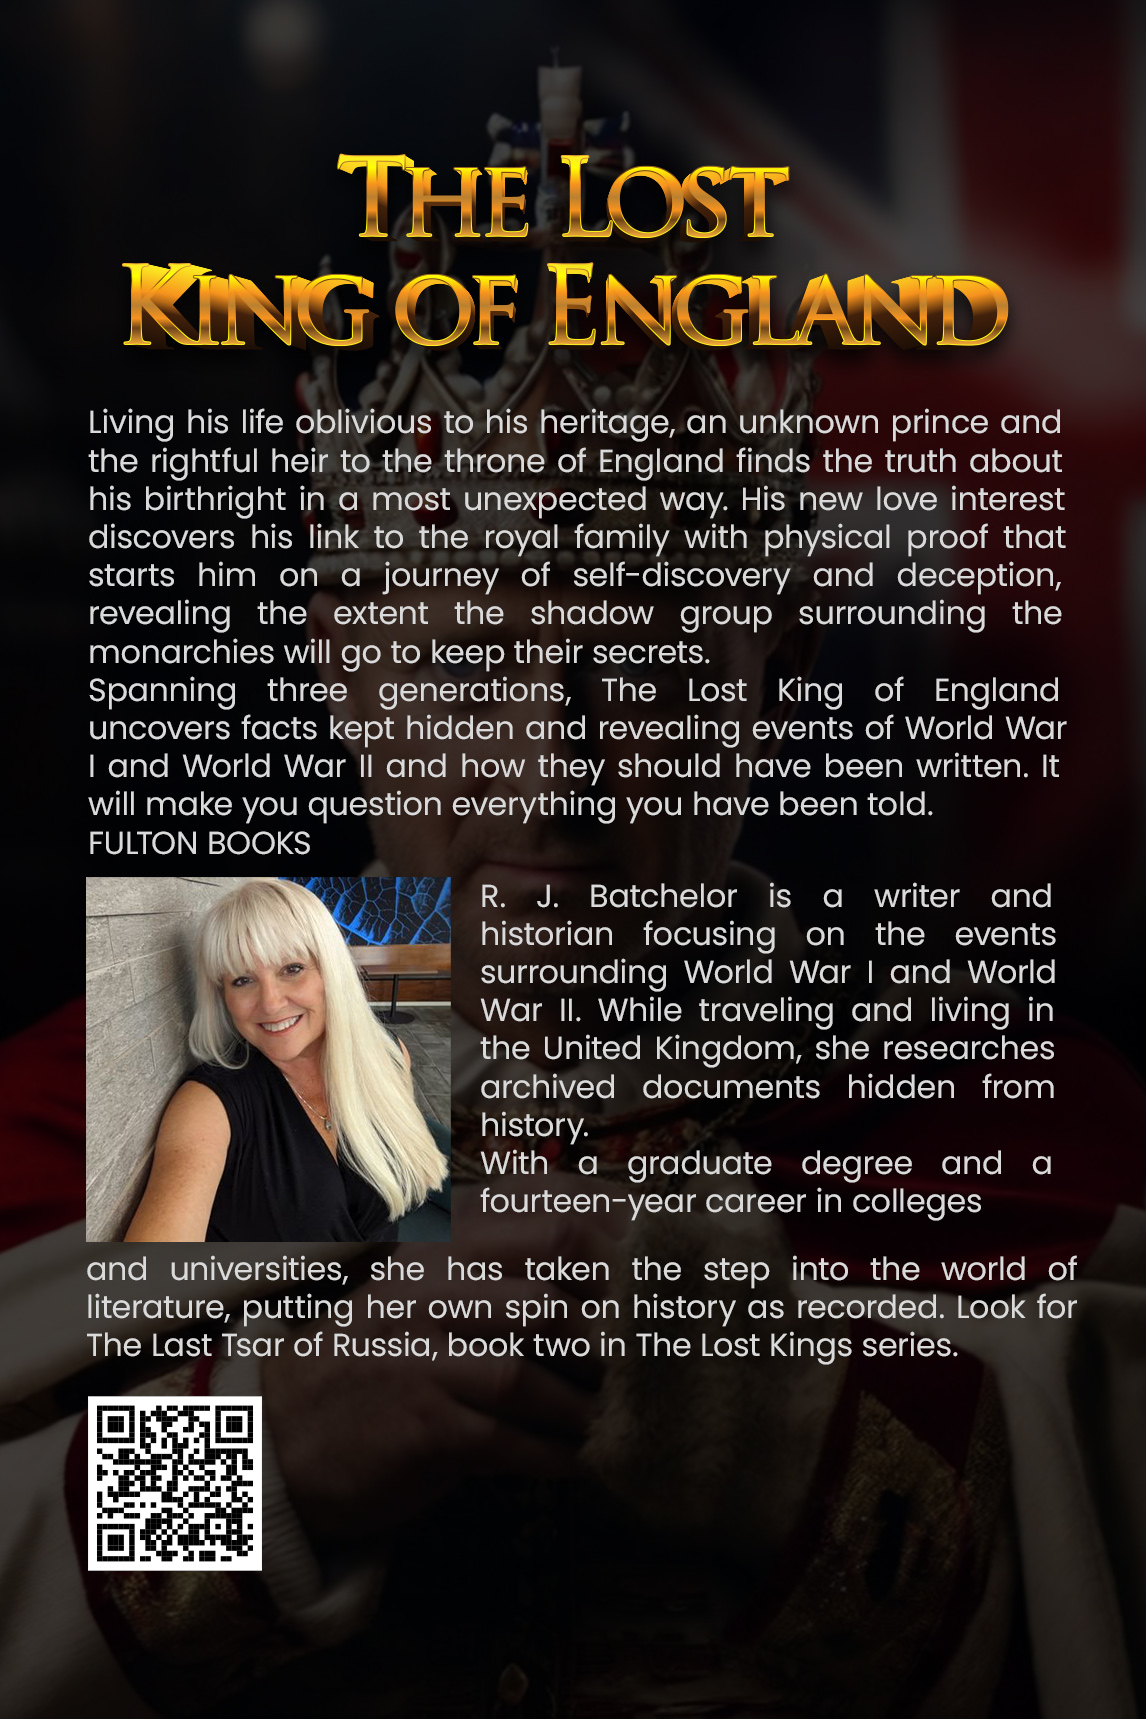 THE LOST
KING OF ENGLAND
Living his life oblivious to his heritage, an unknown prince and
the rightful heir to the throne of England finds the truth about
his birthright in a most unexpected way. His new love interest
discovers his link to the royal family with physical proof that
starts him on a journey of self-discovery and deception,
revealing the extent the shadow group surrounding the
monarchies will go to keep their secrets.
Spanning three generations, The Lost King of England
uncovers facts kept hidden and revealing events of World War
I and World War II and how they should have been written. It
will make you question everything you have been told.
FULTON BOOKS
R. J. Batchelor is a writer and
historian focusing on the events
surrounding World War I and World
War II. While traveling and living in
the United Kingdom, she researches
archived documents hidden from
history.
With a graduate degree and a
fourteen-year career in colleges
and universities, she has taken the step into the world of
literature, putting her own spin on history as recorded. Look for
The Last Tsar of Russia, book two in The Lost Kings series.